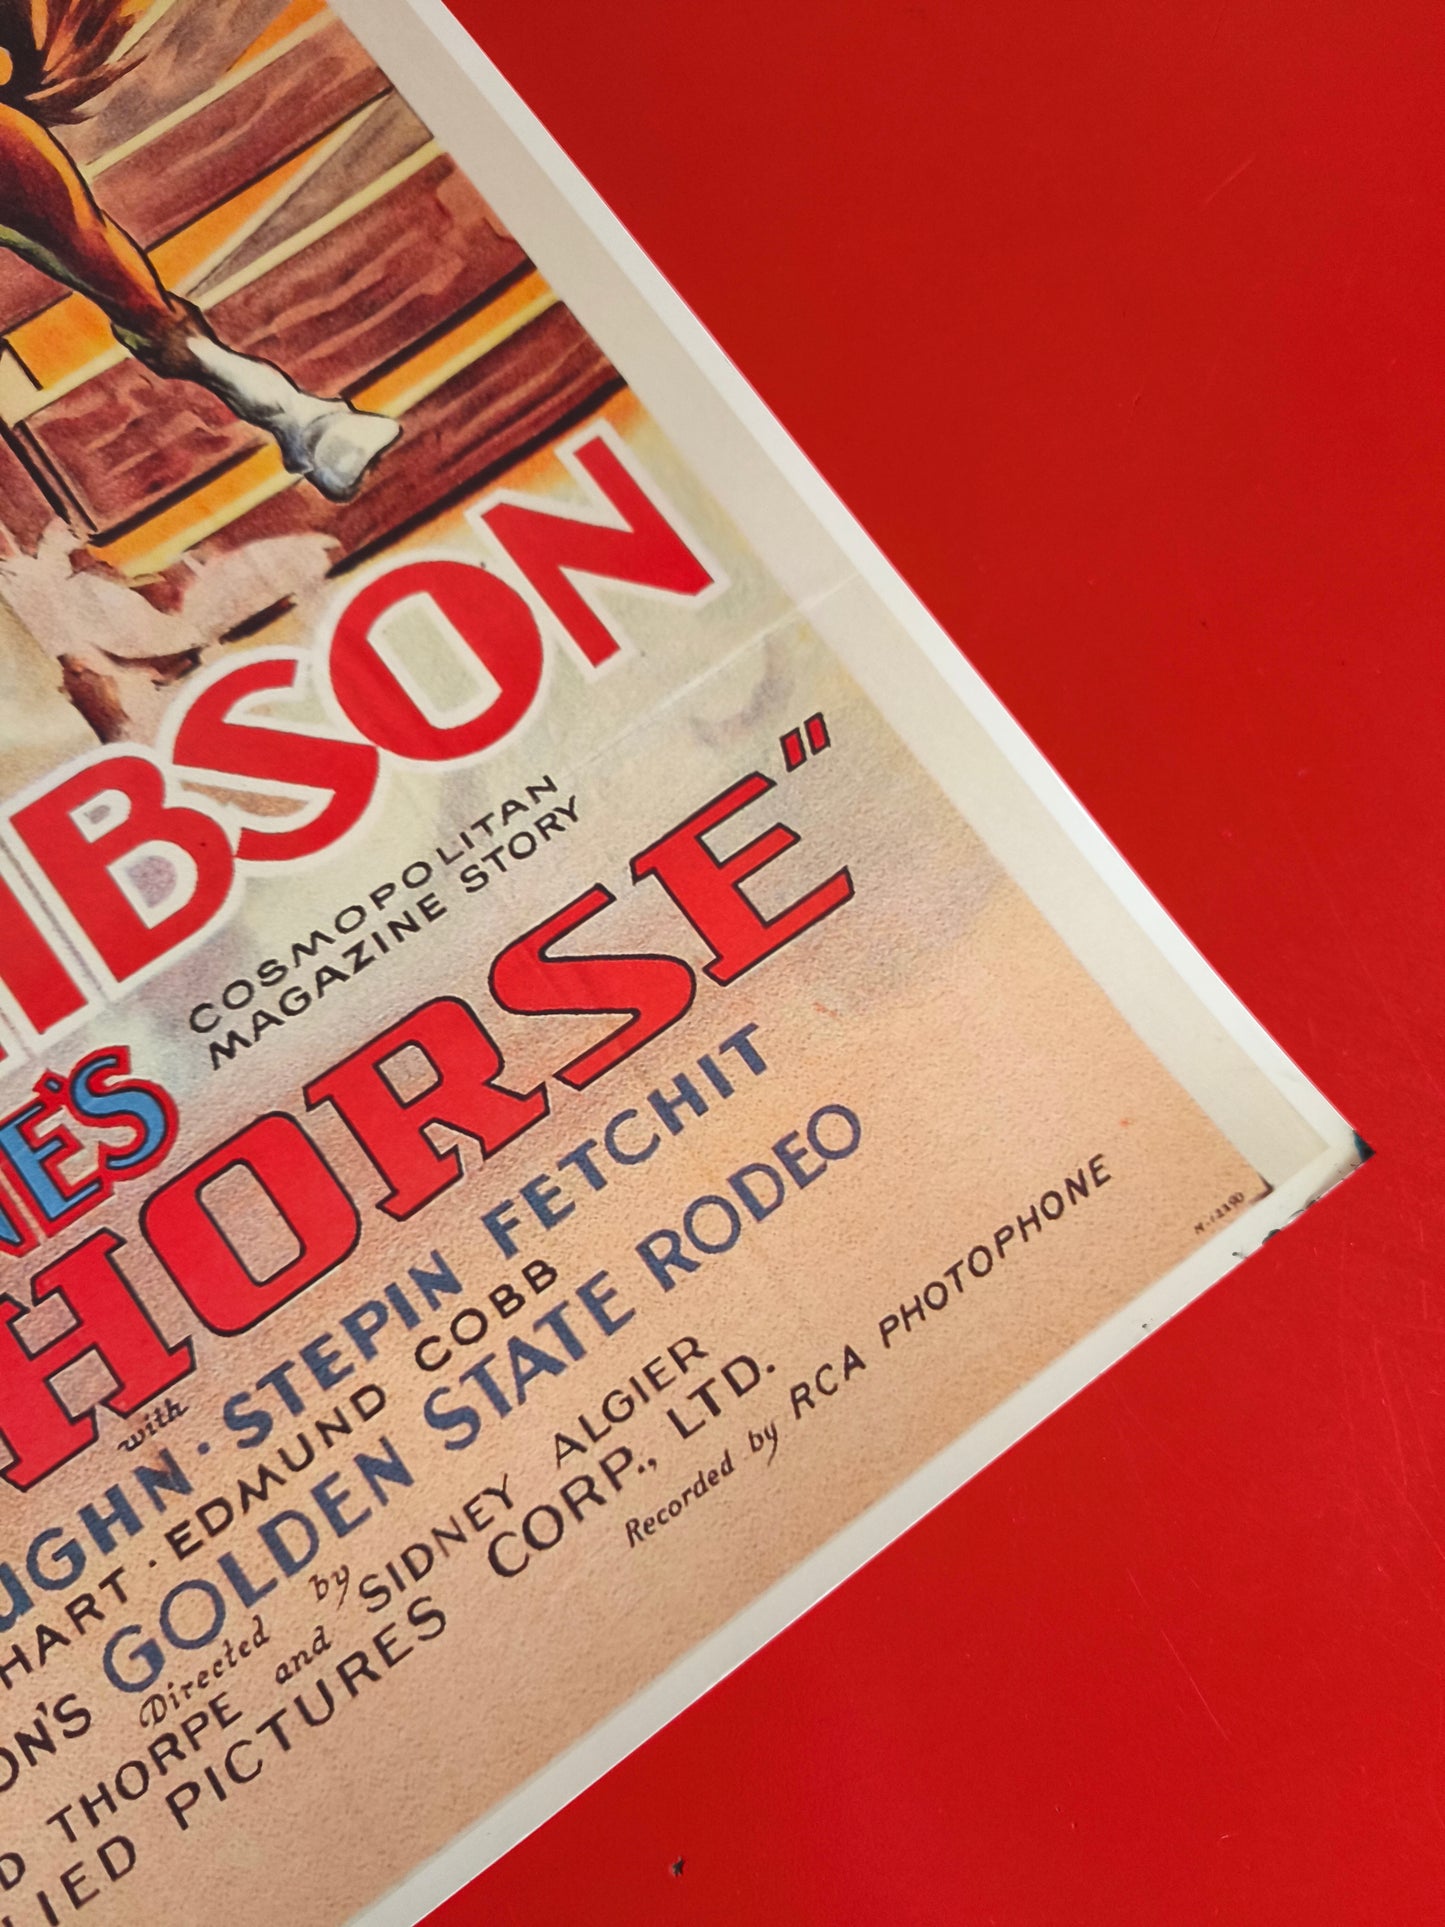 IBSON
COSMOPOLITAN
MAGAZINE STORY
NE'S
HORSE"
with
UGHN · STEPIN FETCHIT
HART · EDMUND COBB
ON'S GOLDEN STATE RODEO
Directed by
D THORPE and SIDNEY ALGIER
LIED PICTURES CORP., LTD.
Recorded by RCA PHOTOPHONE